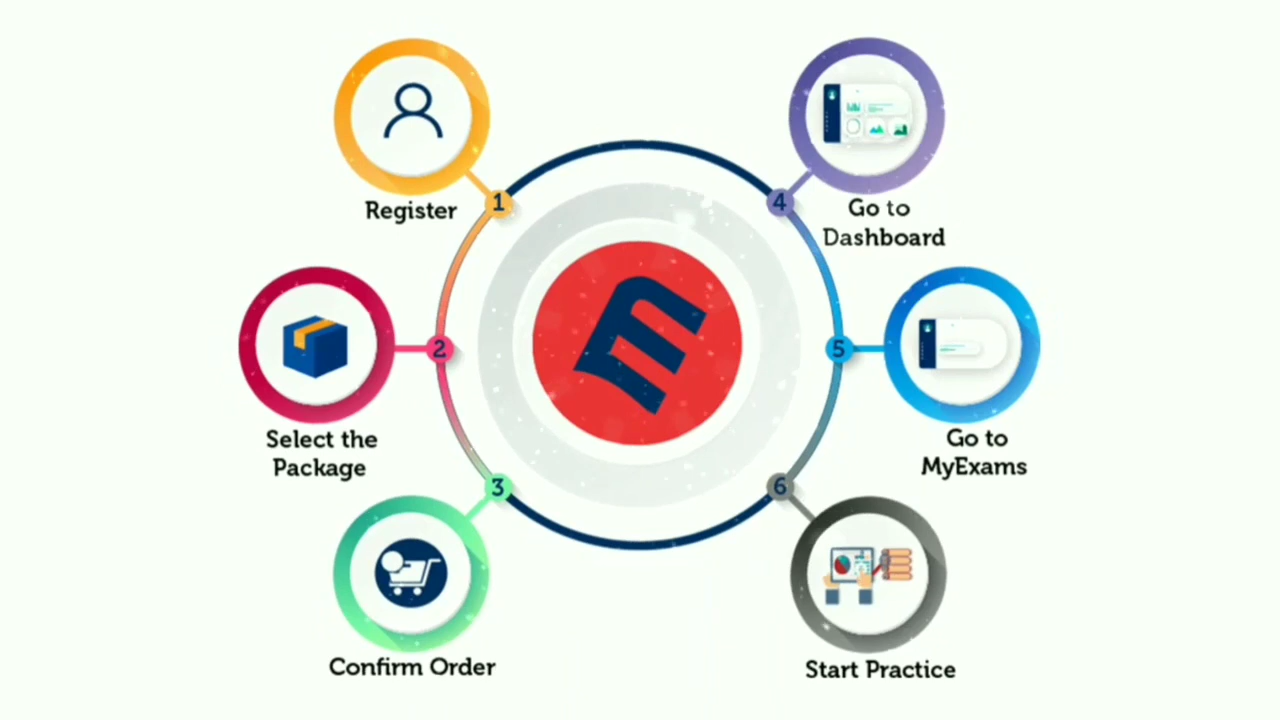 1
Register
2
Select the
Package
3
Confirm Order
4
Go to
Dashboard
5
Go to
MyExams
6
Start Practice